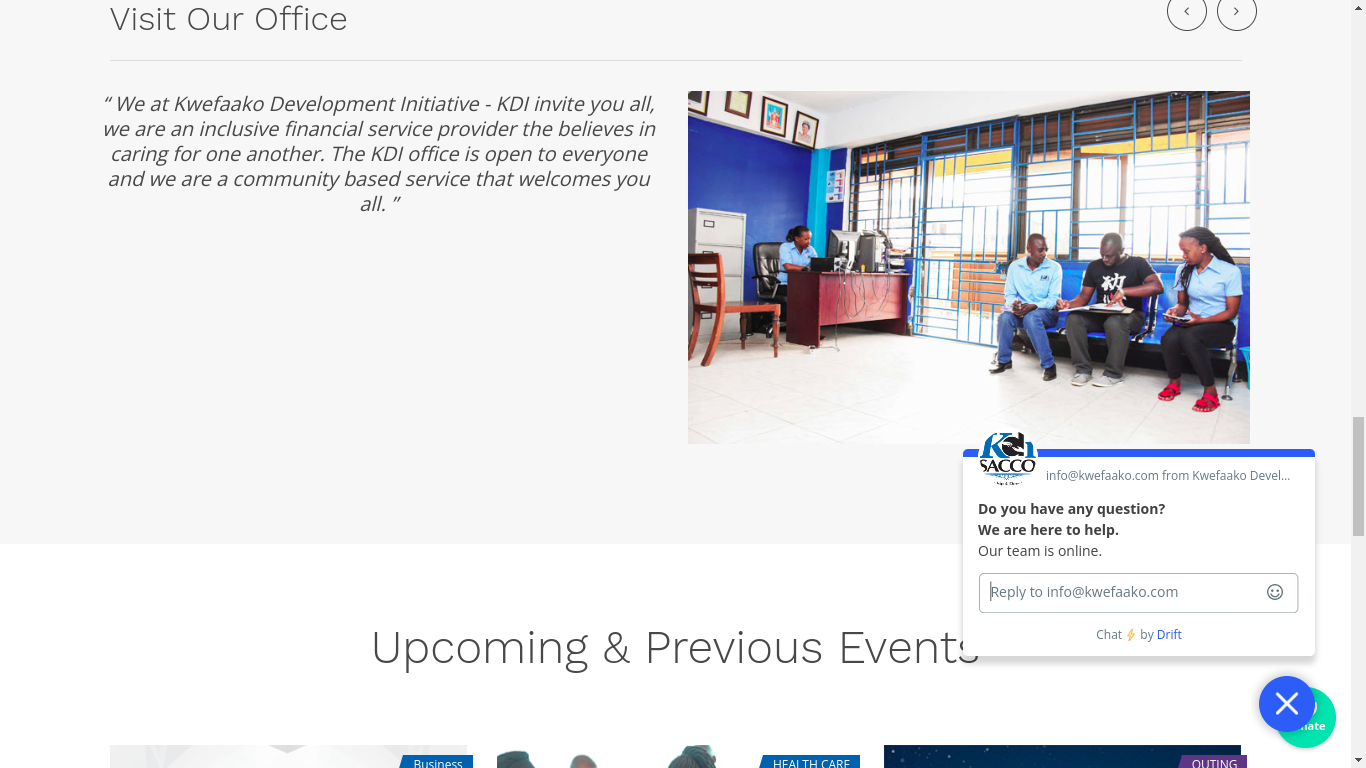 Visit Our Office
“ We at Kwefaako Development Initiative - KDI invite you all,
we are an inclusive financial service provider the believes in
caring for one another. The KDI office is open to everyone
and we are a community based service that welcomes you
all. ”
SACCO
info@kwefaako.com from Kwefaako Devel...
Do you have any question?
We are here to help.
Our team is online.
Reply to info@kwefaako.com
Chat ⚡ by Drift
Upcoming & Previous Events
Business
HEALTH CARE
OUTING